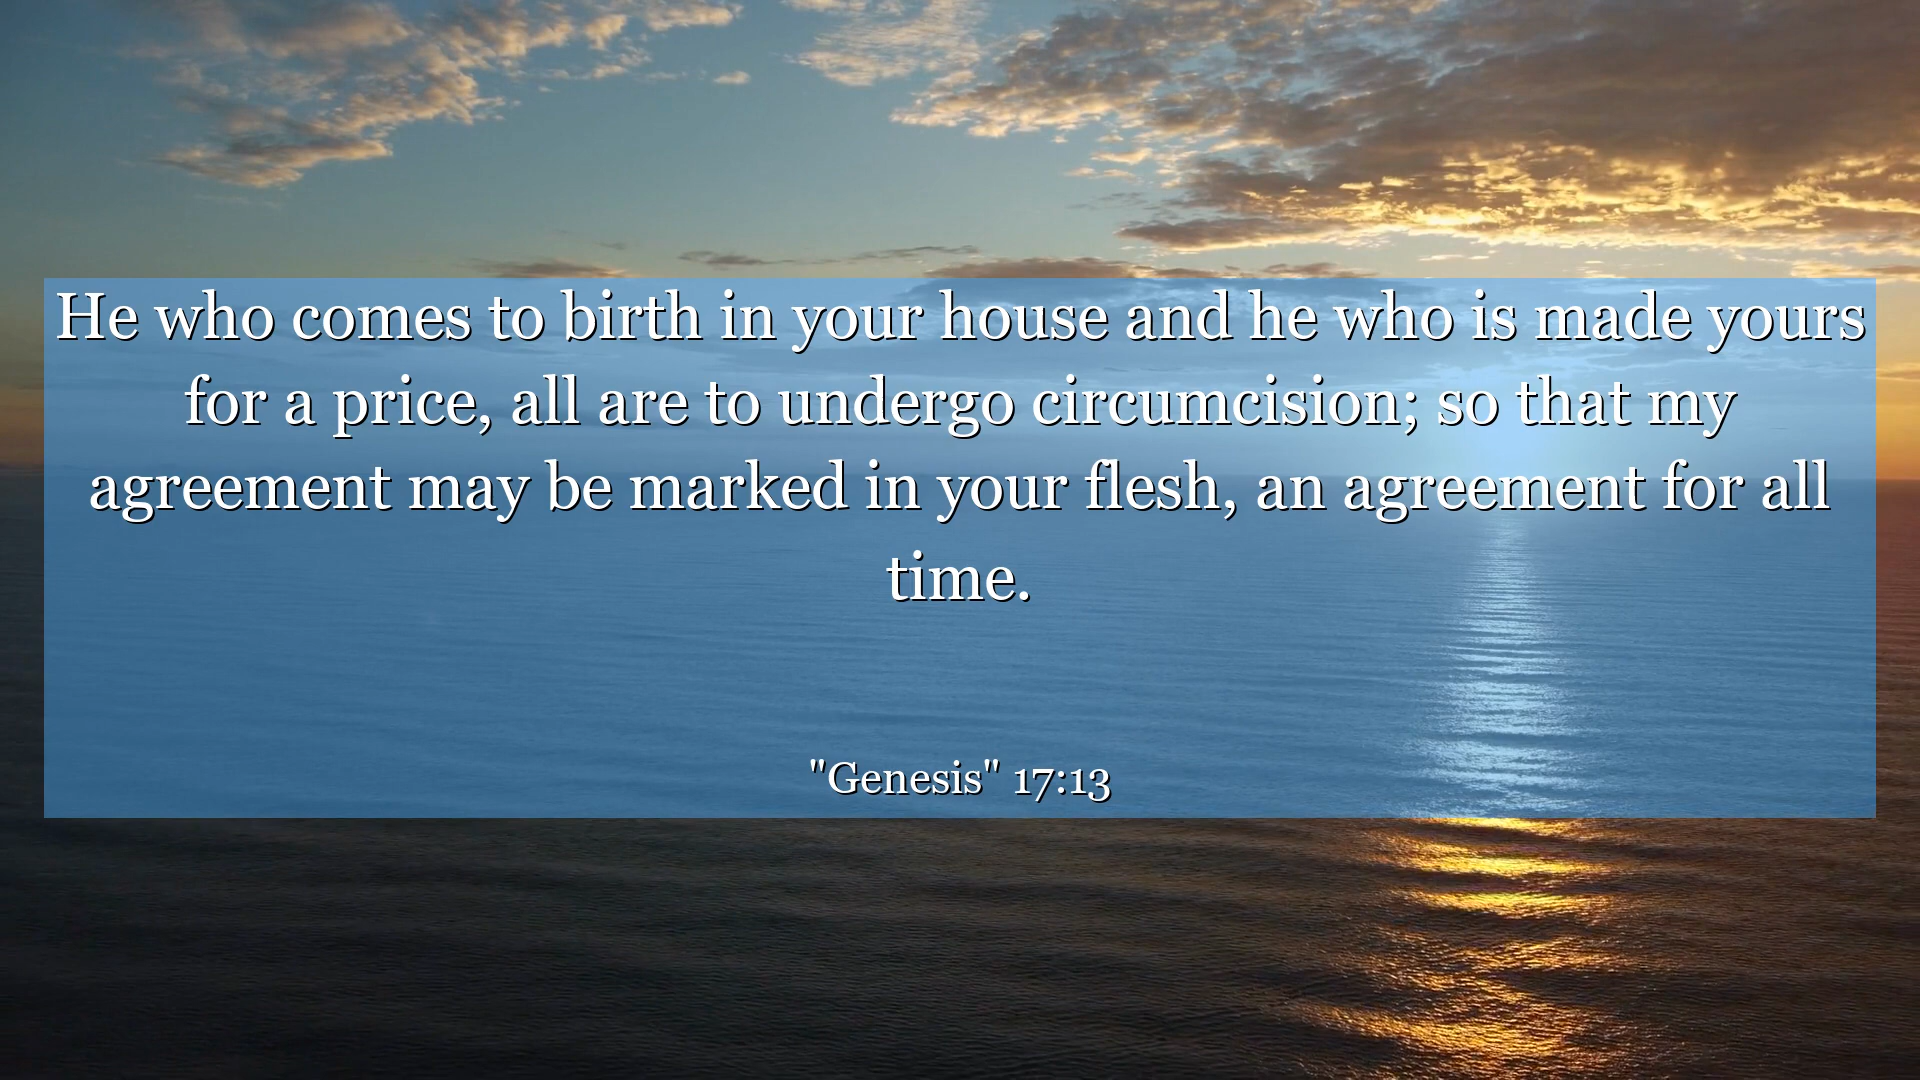 He who comes to birth in your house and he who is made yours
for a price, all are to undergo circumcision; so that my
agreement may be marked in your flesh, an agreement for all
time.
"Genesis" 17:13